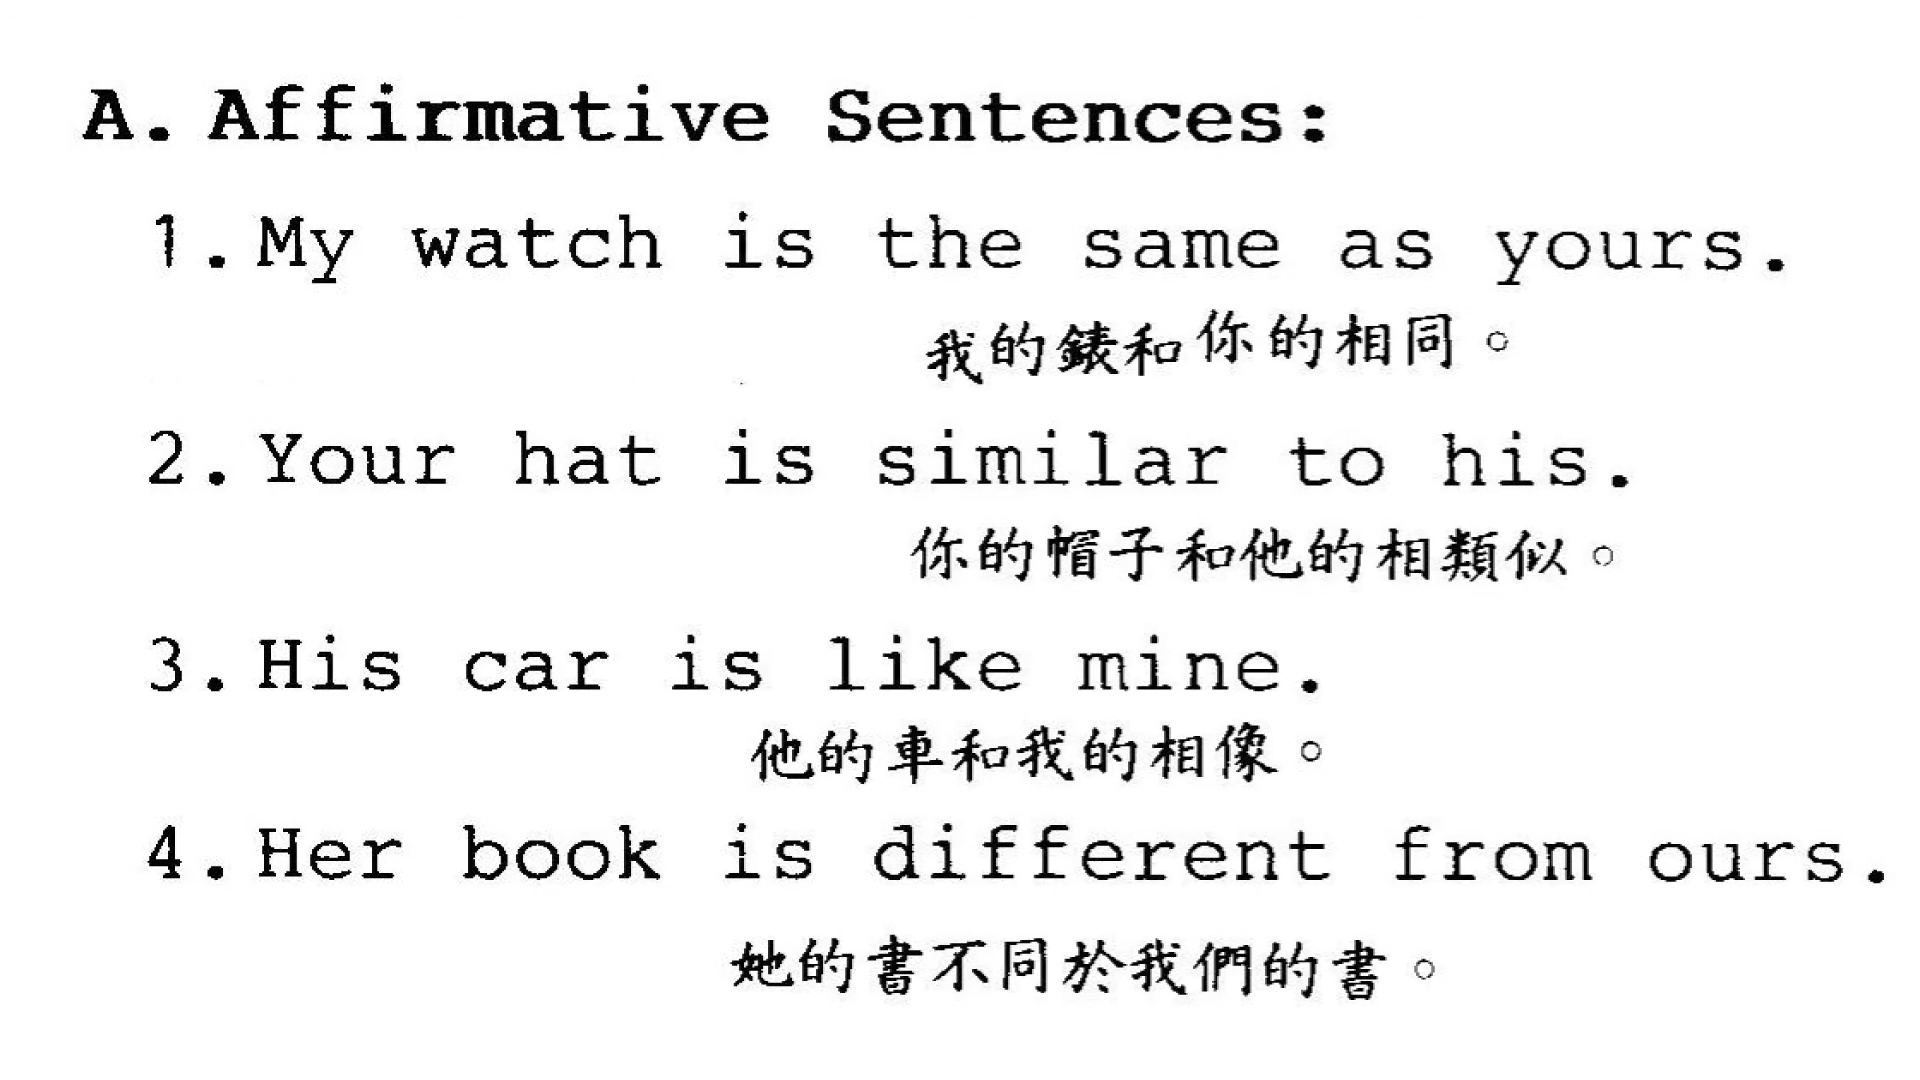 A. Affirmative Sentences:
1. My watch is the same as yours.
我的錶和你的相同。
2. Your hat is similar to his.
你的帽子和他的相類似。
3. His car is like mine.
他的車和我的相像。
4. Her book is different from ours.
她的書不同於我們的書。